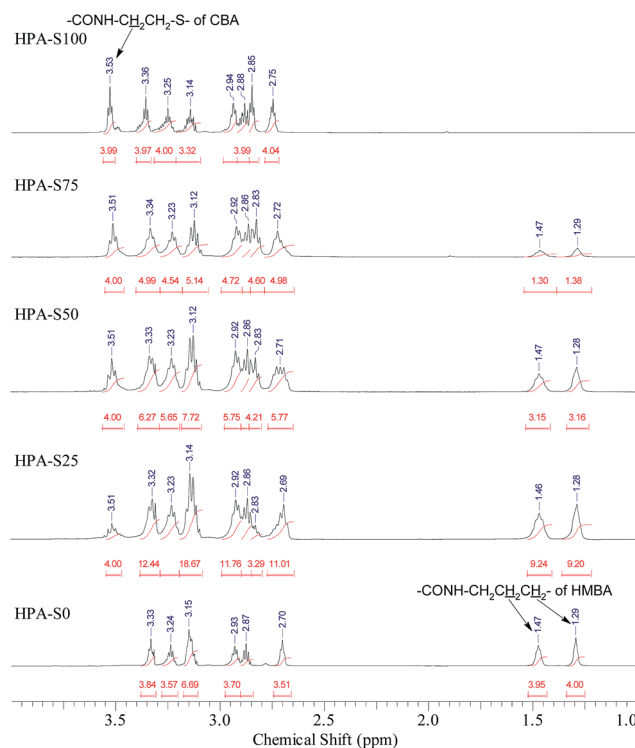 -CONH-CH2CH2-S- of CBA
HPA-S100
3.53 3.36 3.25 3.14 2.94 2.88 2.85 2.75
3.99 3.97 4.00 3.32 3.99 4.04
HPA-S75
3.51 3.34 3.23 3.12 2.92 2.86 2.83 2.72 1.47 1.29
4.00 4.99 4.54 5.14 4.72 4.60 4.98 1.30 1.38
HPA-S50
3.51 3.33 3.23 3.12 2.92 2.86 2.83 2.71 1.47 1.28
4.00 6.27 5.65 7.72 5.75 4.21 5.77 3.15 3.16
HPA-S25
3.51 3.32 3.23 3.14 2.92 2.86 2.83 2.69 1.46 1.28
4.00 12.44 9.23 18.67 11.76 3.29 11.01 9.24 9.20
-CONH-CH2CH2CH2- of HMBA
HPA-S0
3.33 3.24 3.15 2.93 2.87 2.70 1.47 1.29
3.84 3.57 6.69 3.70 3.51 3.95 4.00
3.5 3.0 2.5 2.0 1.5 1.0
Chemical Shift (ppm)